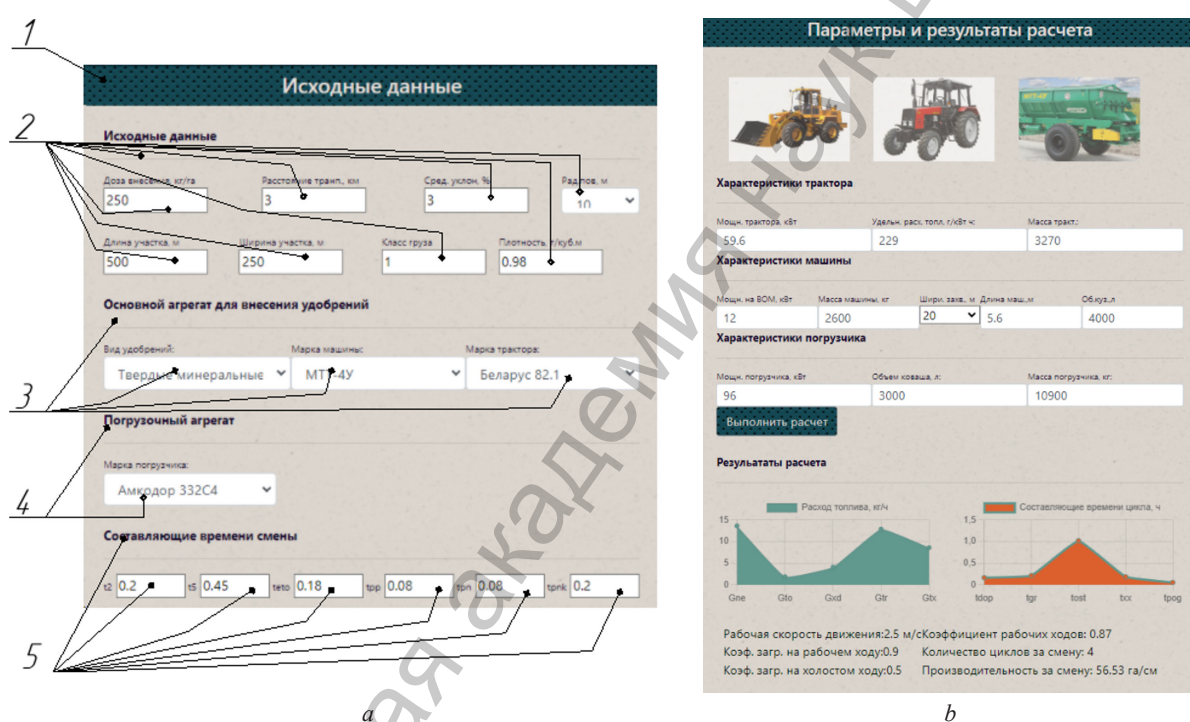 1
Исходные данные
2
Исходные данные
Доза внесения, кг/га Расстояние транп., км Сред. уклон, % Рад.пов, м
250 3 3 10
Длина участка, м Ширина участка, м Класс груза Плотность, т/куб.м
500 250 1 0.98
Основной агрегат для внесения удобрений
Вид удобрений: Марка машины: Марка трактора:
Твердые минеральные МТТ-4У Беларус 82.1
3
Погрузочный агрегат
Марка погрузчика:
Амкодор 332С4
4
Составляющие времени смены
t2 0.2 t5 0.45 teto 0.18 tpp 0.08 tpn 0.08 tpnk 0.2
5
a
Параметры и результаты расчета
МТТ-4У
Характеристики трактора
Мощн. трактора, кВт Удельн. расх. топл. г/кВт ч: Масса тракт.:
59.6 229 3270
Характеристики машины
Мощн. на ВОМ, кВт Масса машины, кг Шири. захв., м Длина маш.,м Об.куз.,л
12 2600 20 5.6 4000
Характеристики погрузчика
Мощн. погрузчика, кВт Объем коваша, л: Масса погрузчика, кг:
96 3000 10900
Выполнить расчет
Результаты расчета
Расход топлива, кг/ч
15
10
5
0
Gne Gto Gxd Gtr Gtx
Составляющие времени цикла, ч
1,5
1,0
0,5
0
tdop tgr tost txx tpog
Рабочая скорость движения:2.5 м/сКоэффициент рабочих ходов: 0.87
Коэф. загр. на рабочем ходу:0.9 Количество циклов за смену: 4
Коэф. загр. на холостом ходу:0.5 Производительность за смену: 56.53 га/см
b
ая академия наук